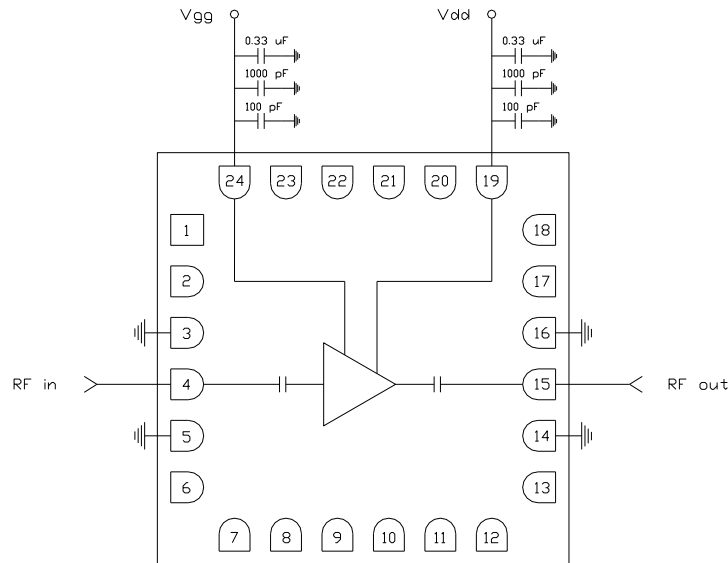 Vgg Vdd
0.33 uF 0.33 uF
1000 pF 1000 pF
100 pF 100 pF
24 23 22 21 20 19
1 18
2 17
3 16
RF in 4 15 RF out
5 14
6 13
7 8 9 10 11 12